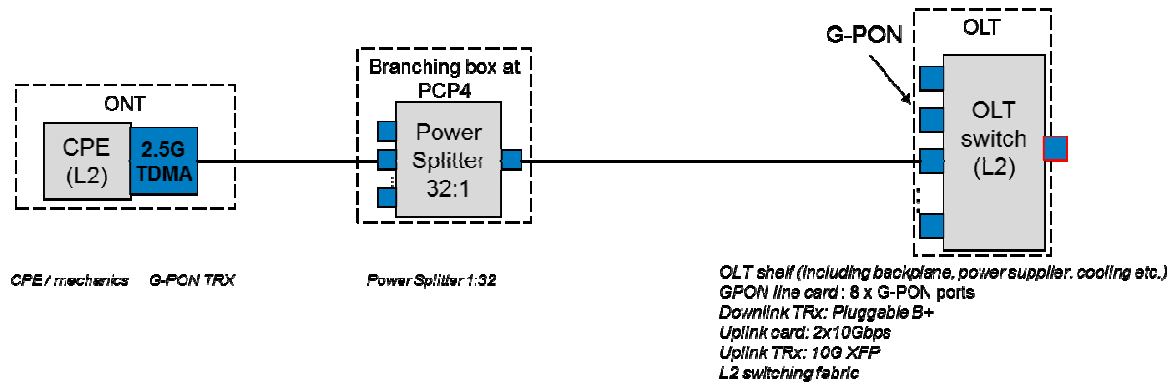 G-PON
OLT
Branching box at
PCP4
ONT
CPE
(L2)
2.5G
TDMA
Power
Splitter
32:1
OLT
switch
(L2)
CPE / mechanics
G-PON TRX
Power Splitter 1:32
OLT shelf (including backplane, power supplier. cooling etc.)
GPON line card : 8 x G-PON ports
Downlink TRx: Pluggable B+
Uplink card: 2x10Gbps
Uplink TRx: 10G XFP
L2 switching fabric